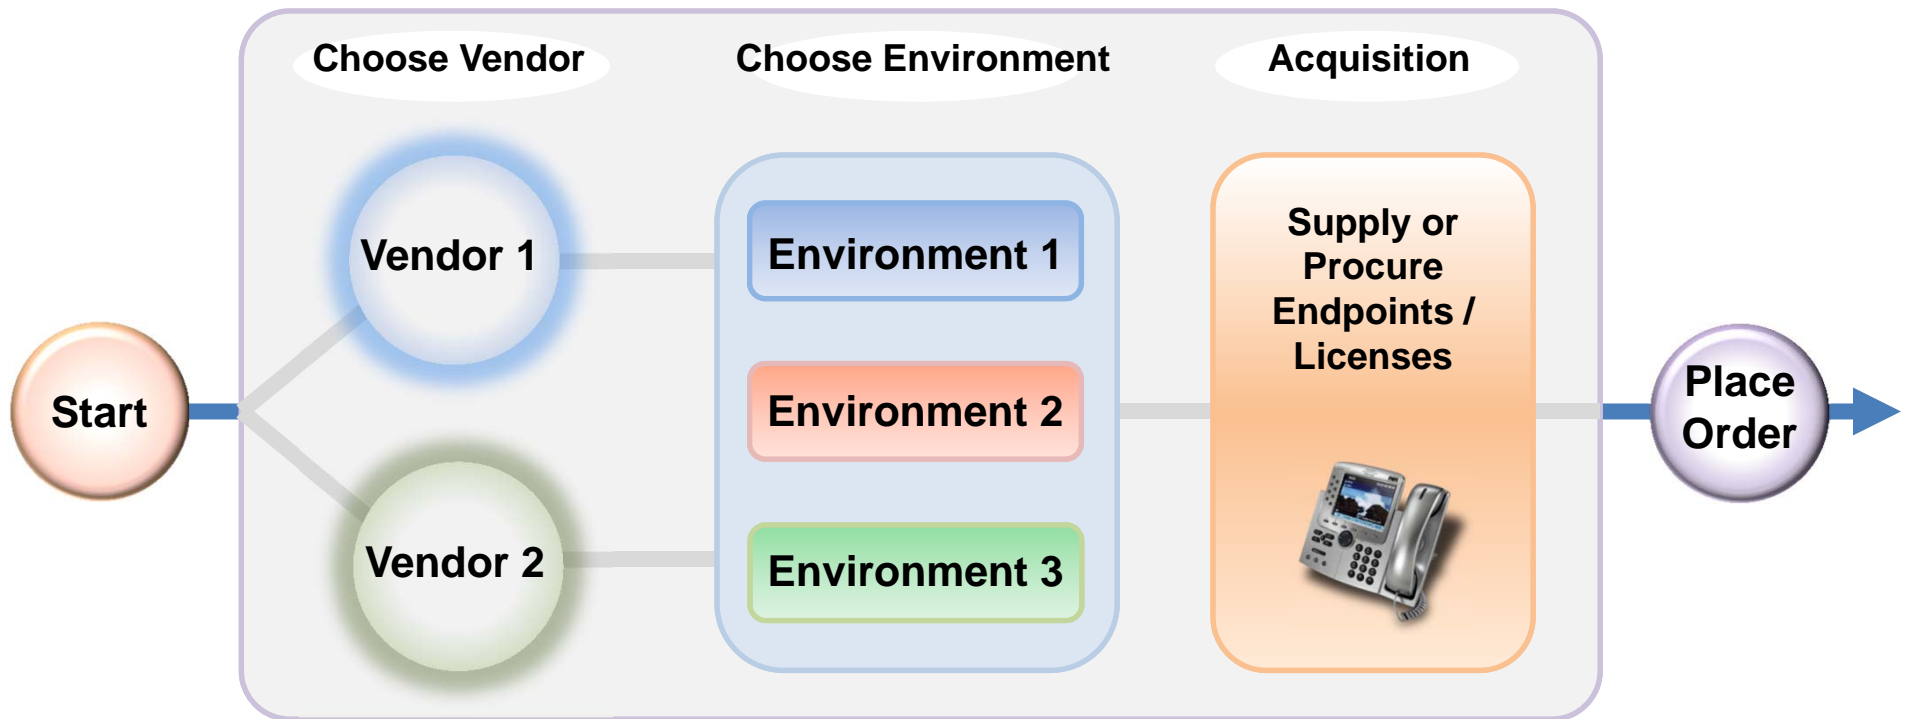 Choose Vendor
Choose Environment
Acquisition
Start
Vendor 1
Vendor 2
Environment 1
Environment 2
Environment 3
Supply or
Procure
Endpoints /
Licenses
Place
Order